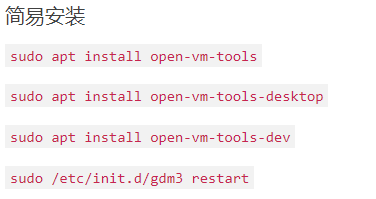 简易安装
sudo apt install open-vm-tools
sudo apt install open-vm-tools-desktop
sudo apt install open-vm-tools-dev
sudo /etc/init.d/gdm3 restart